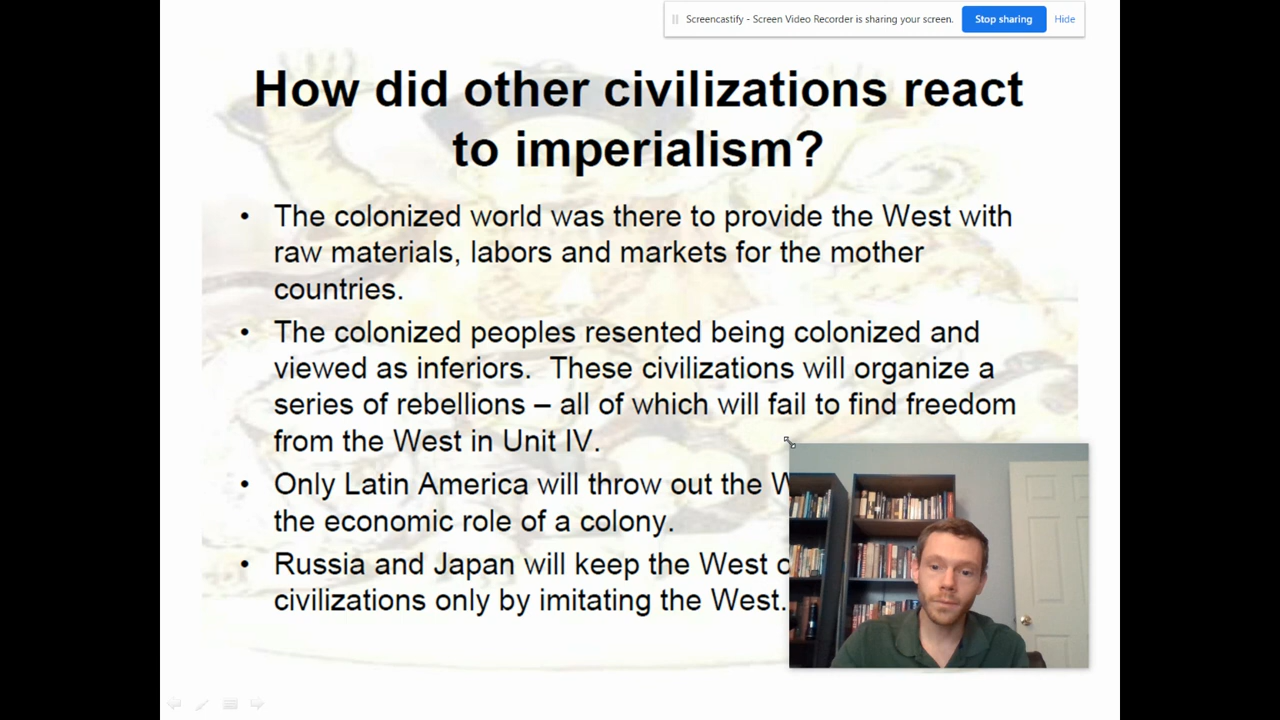 Screencastify - Screen Video Recorder is sharing your screen. Stop sharing Hide
How did other civilizations react
to imperialism?
• The colonized world was there to provide the West with
raw materials, labors and markets for the mother
countries.
• The colonized peoples resented being colonized and
viewed as inferiors. These civilizations will organize a
series of rebellions – all of which will fail to find freedom
from the West in Unit IV.
• Only Latin America will throw out the
the economic role of a colony.
• Russia and Japan will keep the West
civilizations only by imitating the West.